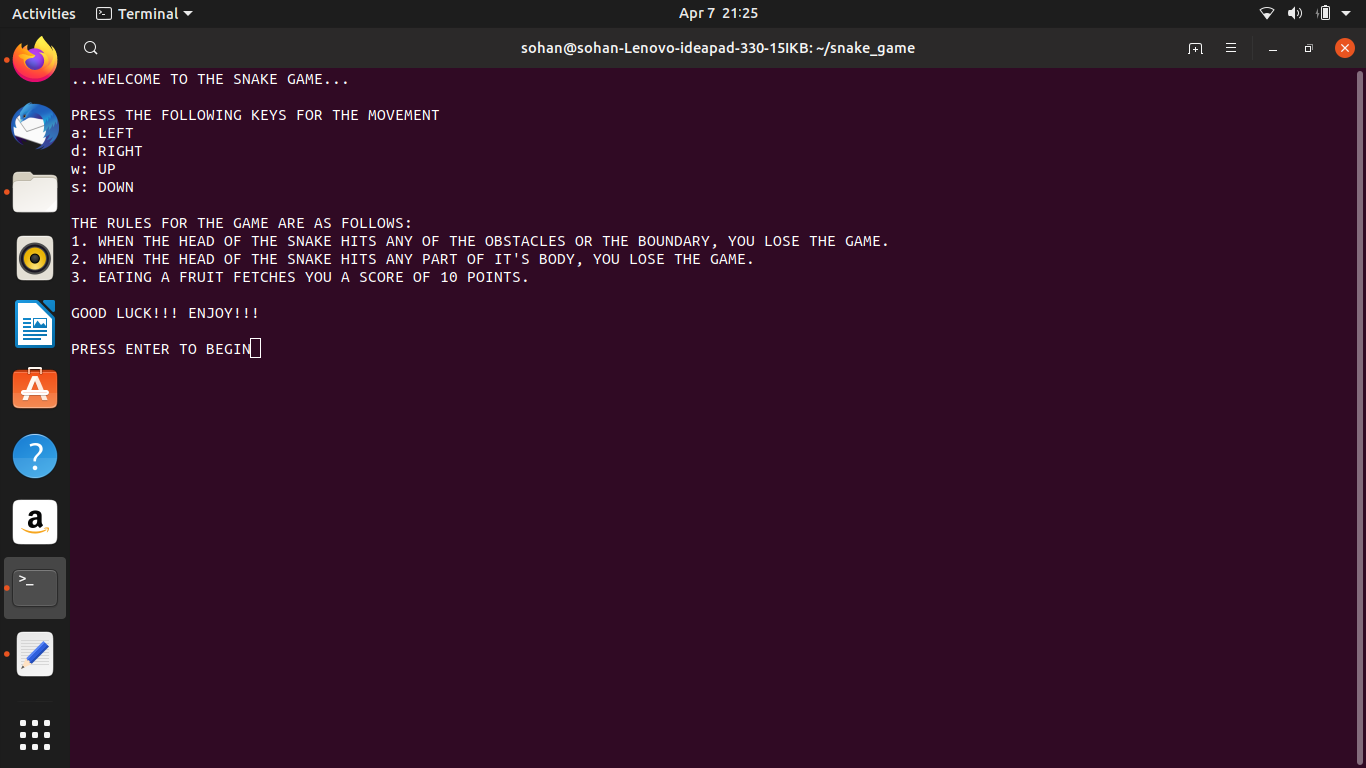 Activities
Terminal
Apr 7 21:25
sohan@sohan-Lenovo-ideapad-330-15IKB: ~/snake_game
...WELCOME TO THE SNAKE GAME...
PRESS THE FOLLOWING KEYS FOR THE MOVEMENT
a: LEFT
d: RIGHT
w: UP
s: DOWN
THE RULES FOR THE GAME ARE AS FOLLOWS:
1. WHEN THE HEAD OF THE SNAKE HITS ANY OF THE OBSTACLES OR THE BOUNDARY, YOU LOSE THE GAME.
2. WHEN THE HEAD OF THE SNAKE HITS ANY PART OF IT'S BODY, YOU LOSE THE GAME.
3. EATING A FRUIT FETCHES YOU A SCORE OF 10 POINTS.
GOOD LUCK!!! ENJOY!!!
PRESS ENTER TO BEGIN